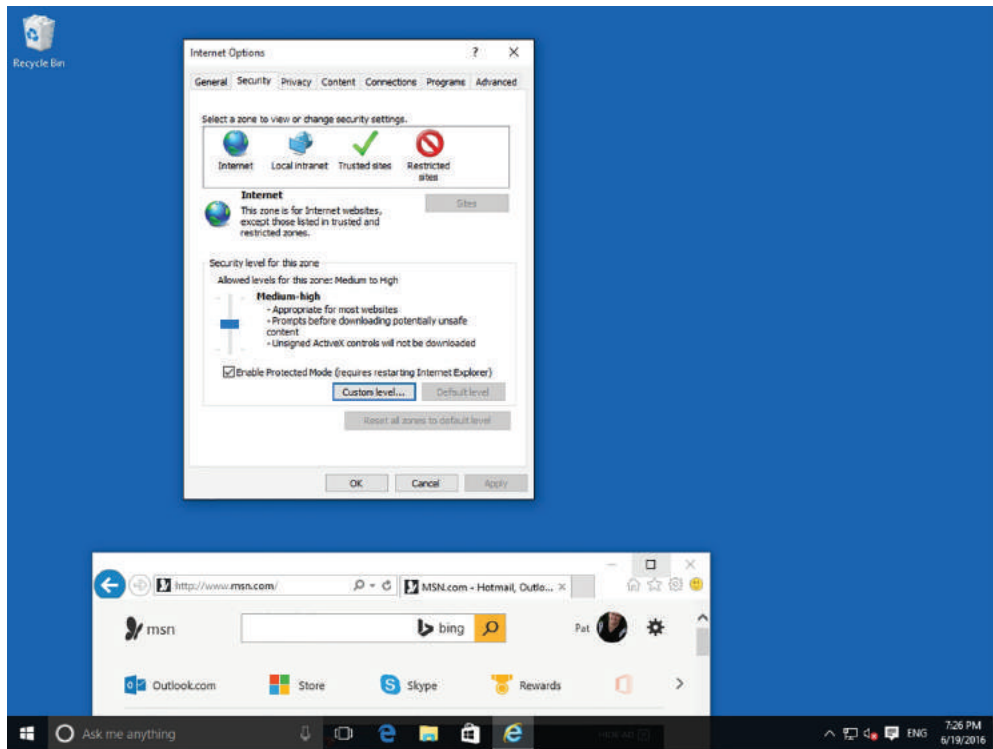 Recycle Bin
Internet Options
?
General Security Privacy Content Connections Programs Advanced
Select a zone to view or change security settings.
Internet Local intranet Trusted sites Restricted
sites
Internet
This zone is for Internet websites,
except those listed in trusted and
restricted zones.
Sites
Security level for this zone
Allowed levels for this zone: Medium to High
Medium-high
- Appropriate for most websites
- Prompts before downloading potentially unsafe
content
- Unsigned ActiveX controls will not be downloaded
Enable Protected Mode (requires restarting Internet Explorer)
Custom level... Default level
Reset all zones to default level
OK Cancel Apply
http://www.msn.com/ MSN.com - Hotmail, Outlo...
msn bing Pat
Outlook.com Store Skype Rewards
Ask me anything
ENG
7:26 PM
6/19/2016